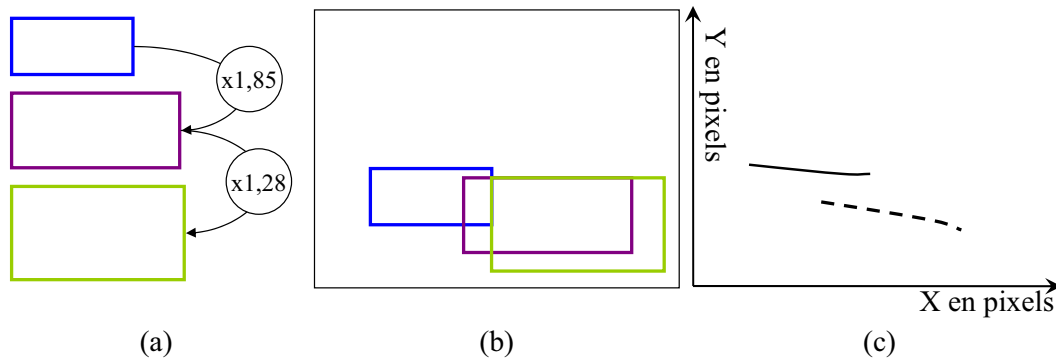 x1,85
x1,28
Y en pixels
X en pixels
(a)
(b)
(c)